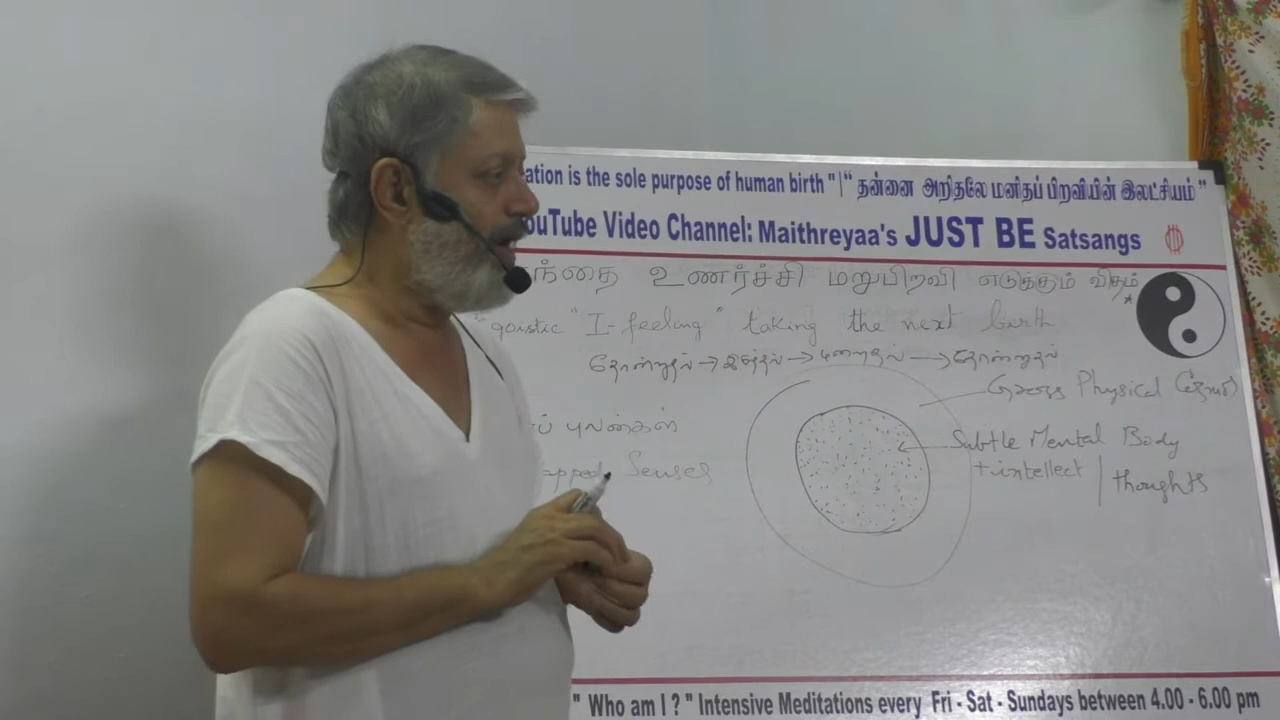 ation is the sole purpose of human birth " | " தன்னை அறிதலே மனிதப் பிறவியின் இலட்சியம் "
ouTube Video Channel: Maithreyaa's JUST BE Satsangs
ந்தை உணர்ச்சி மறுபிறவி எடுக்கும் விதம்
goistic "I-feeling" taking the next birth
தோன்றுதல் → இருத்தல் → மறைதல் → தோன்றுதல்
Gross Physical
ப் புலன்கள்
Subtle Mental Body
apped Senses
+intellect | thoughts
" Who am I ? " Intensive Meditations every Fri - Sat - Sundays between 4.00 - 6.00 pm